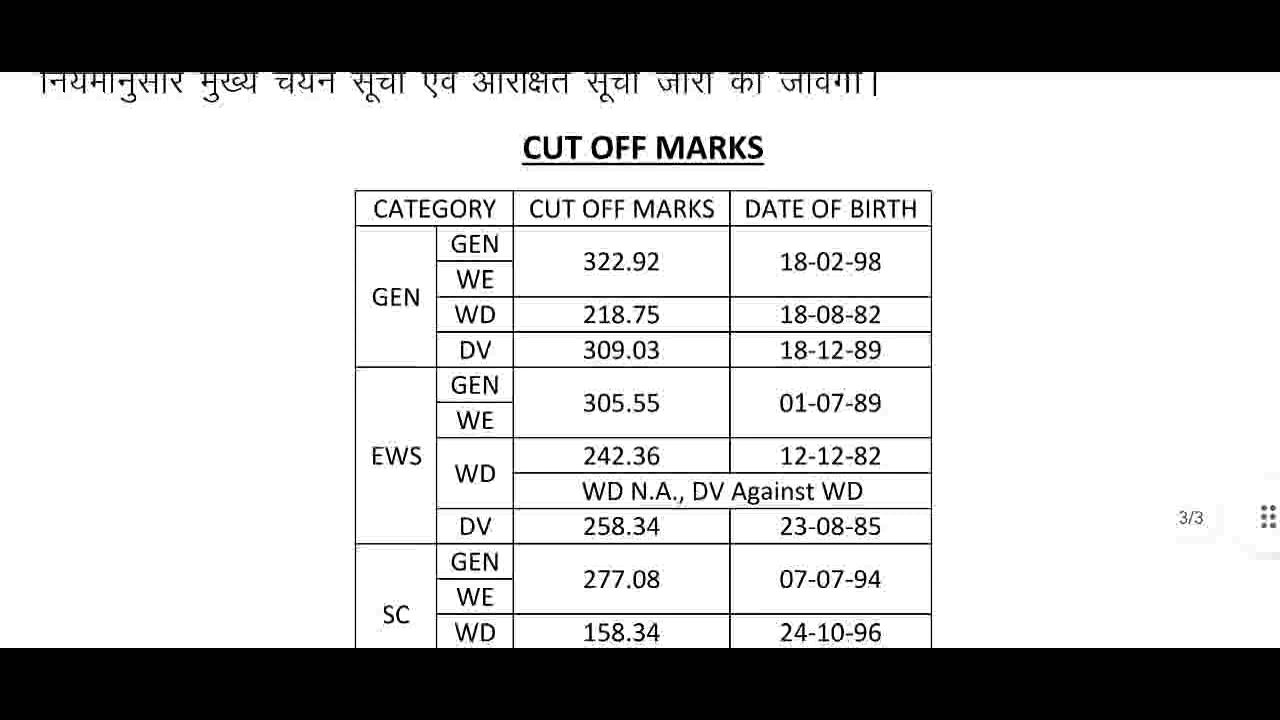 नियमानुसार मुख्य चयन सूची एवं आरक्षित सूची जारी की जावेगी।
CUT OFF MARKS
CATEGORY CUT OFF MARKS DATE OF BIRTH
GEN GEN 322.92 18-02-98
WE
WD 218.75 18-08-82
DV 309.03 18-12-89
EWS GEN 305.55 01-07-89
WE
WD 242.36 12-12-82
WD N.A., DV Against WD
DV 258.34 23-08-85
SC GEN 277.08 07-07-94
WE
WD 158.34 24-10-96
3/3